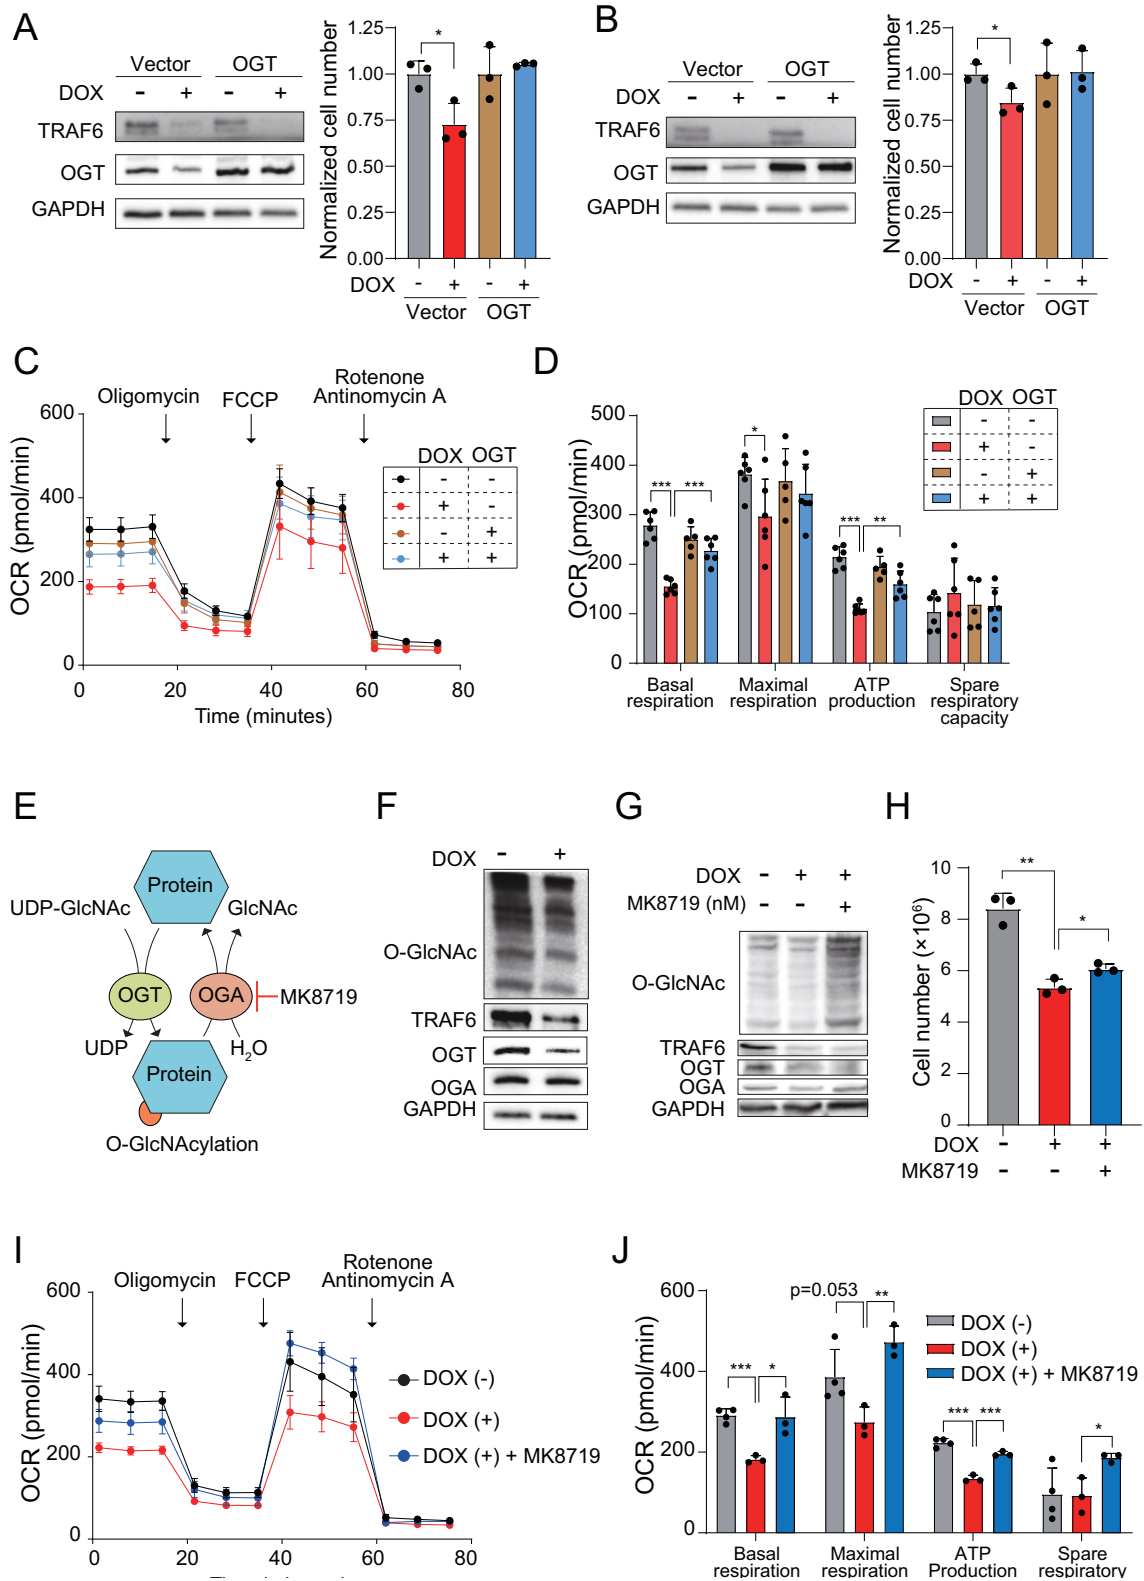 A
Vector OGT
DOX - + - +
TRAF6
OGT
GAPDH
Normalized cell number
1.25
1.00
0.75
0.50
0.25
0.00
*
DOX - + - +
Vector OGT
B
Vector OGT
DOX - + - +
TRAF6
OGT
GAPDH
Normalized cell number
1.25
1.00
0.75
0.50
0.25
0.00
*
DOX - + - +
Vector OGT
C
Oligomycin FCCP Rotenone
Antinomycin A
OCR (pmol/min)
600
400
200
0
0 20 40 60 80
Time (minutes)
DOX OGT
- -
+ -
- +
+ +
D
OCR (pmol/min)
500
400
300
200
100
0
*** *** * *** **
DOX OGT
- -
+ -
- +
+ +
Basal
respiration
Maximal
respiration
ATP
production
Spare
respiratory
capacity
E
Protein
UDP-GlcNAc GlcNAc
OGT OGA MK8719
UDP H2O
Protein
O-GlcNAcylation
F
DOX - +
O-GlcNAc
TRAF6
OGT
OGA
GAPDH
G
DOX - + +
MK8719 (nM) - - +
O-GlcNAc
TRAF6
OGT
OGA
GAPDH
H
Cell number (×10⁶)
10
8
6
4
2
0
** *
DOX - + +
MK8719 - - +
I
Oligomycin FCCP Rotenone
Antinomycin A
OCR (pmol/min)
600
400
200
0
0 20 40 60 80
DOX (-)
DOX (+)
DOX (+) + MK8719
J
OCR (pmol/min)
600
400
200
0
*** * p=0.053 ** *** *** *
DOX (-)
DOX (+)
DOX (+) + MK8719
Basal
respiration
Maximal
respiration
ATP
Production
Spare
respiratory